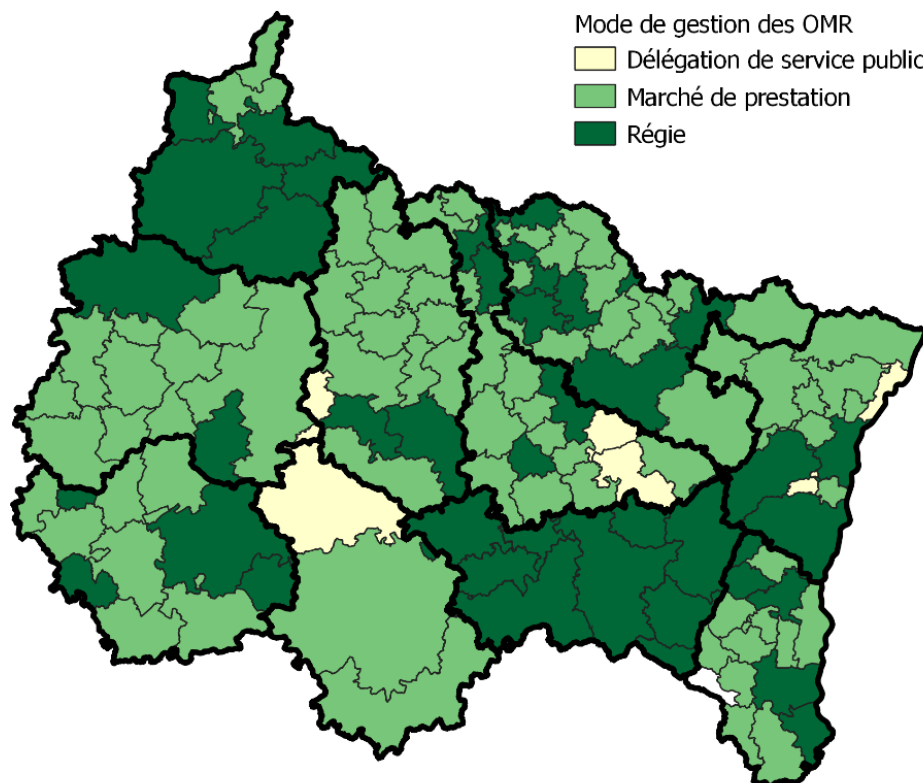 Mode de gestion des OMR
Délégation de service public
Marché de prestation
Régie